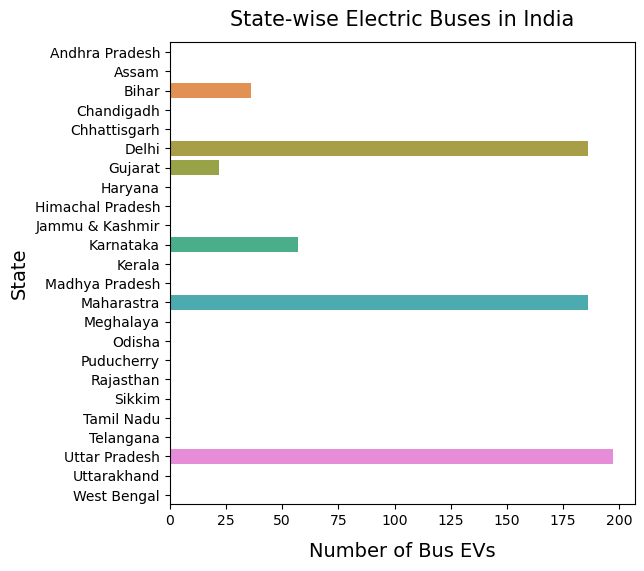 State-wise Electric Buses in India
Andhra Pradesh
Assam
Bihar
Chandigadh
Chhattisgarh
Delhi
Gujarat
Haryana
Himachal Pradesh
Jammu & Kashmir
Karnataka
Kerala
Madhya Pradesh
Maharastra
Meghalaya
Odisha
Puducherry
Rajasthan
Sikkim
Tamil Nadu
Telangana
Uttar Pradesh
Uttarakhand
West Bengal
State
0 25 50 75 100 125 150 175 200
Number of Bus EVs